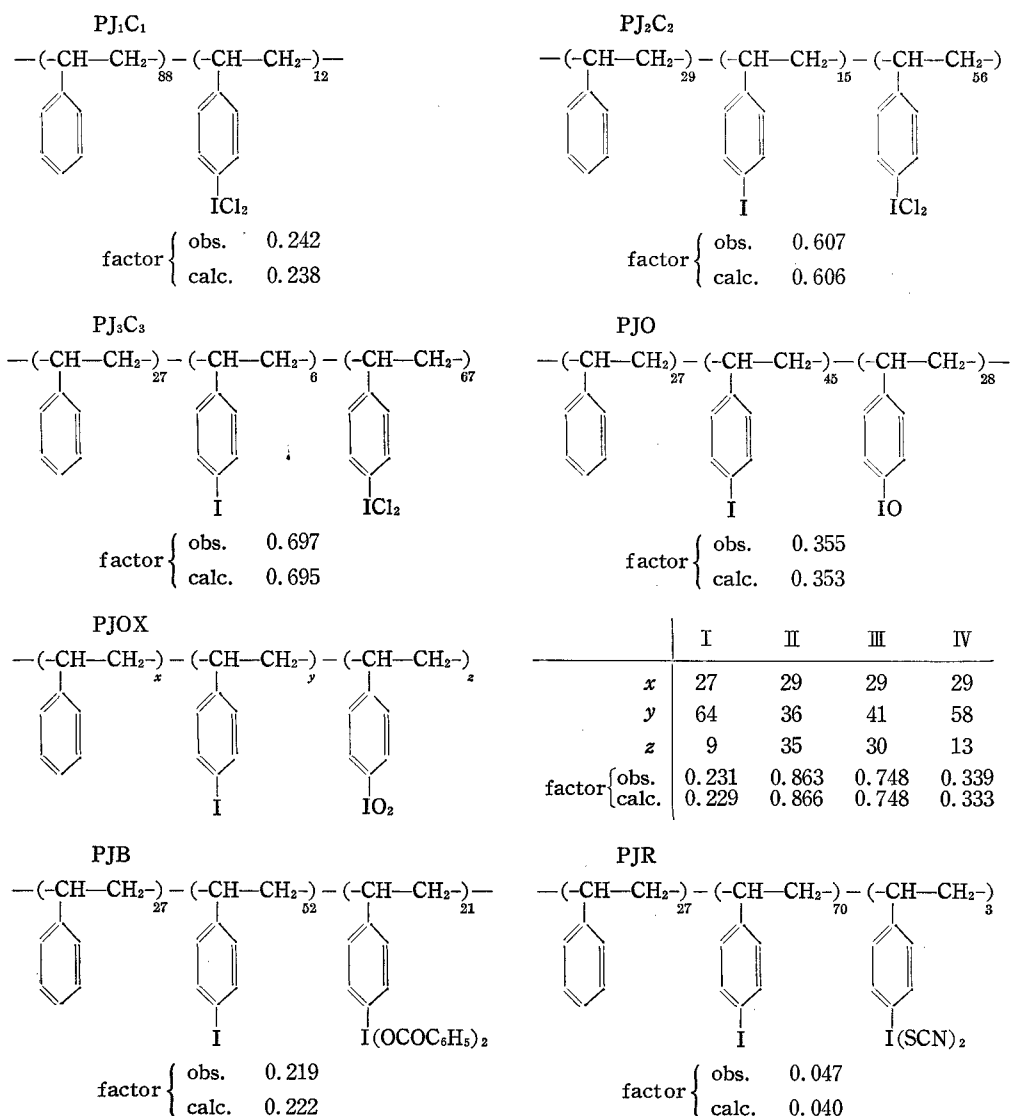 PJ₁C₁
—(-CH—CH₂-)₈₈—(-CH—CH₂-)₁₂—
ICl₂
factor { obs. 0.242
calc. 0.238
PJ₂C₂
—(-CH—CH₂-)₂₉—(-CH—CH₂-)₁₅—(-CH—CH₂-)₅₆
I
ICl₂
factor { obs. 0.607
calc. 0.606
PJ₃C₃
—(-CH—CH₂-)₂₇—(-CH—CH₂-)₆—(-CH—CH₂-)₆₇
I
ICl₂
factor { obs. 0.697
calc. 0.695
PJO
—(-CH—CH₂)₂₇—(-CH—CH₂-)₄₅—(-CH—CH₂-)₂₈—
I
IO
factor { obs. 0.355
calc. 0.353
PJOX
—(-CH—CH₂-)ₓ—(-CH—CH₂-)y—(-CH—CH₂-)z
I
IO₂
I II III IV
x 27 29 29 29
y 64 36 41 58
z 9 35 30 13
factor { obs. 0.231 0.863 0.748 0.339
calc. 0.229 0.866 0.748 0.333
PJB
—(-CH—CH₂-)₂₇—(-CH—CH₂-)₅₂—(-CH—CH₂-)₂₁—
I
I(OCOC₆H₅)₂
factor { obs. 0.219
calc. 0.222
PJR
—(-CH—CH₂-)₂₇—(-CH—CH₂-)₇₀—(-CH—CH₂-)₃
I
I(SCN)₂
factor { obs. 0.047
calc. 0.040